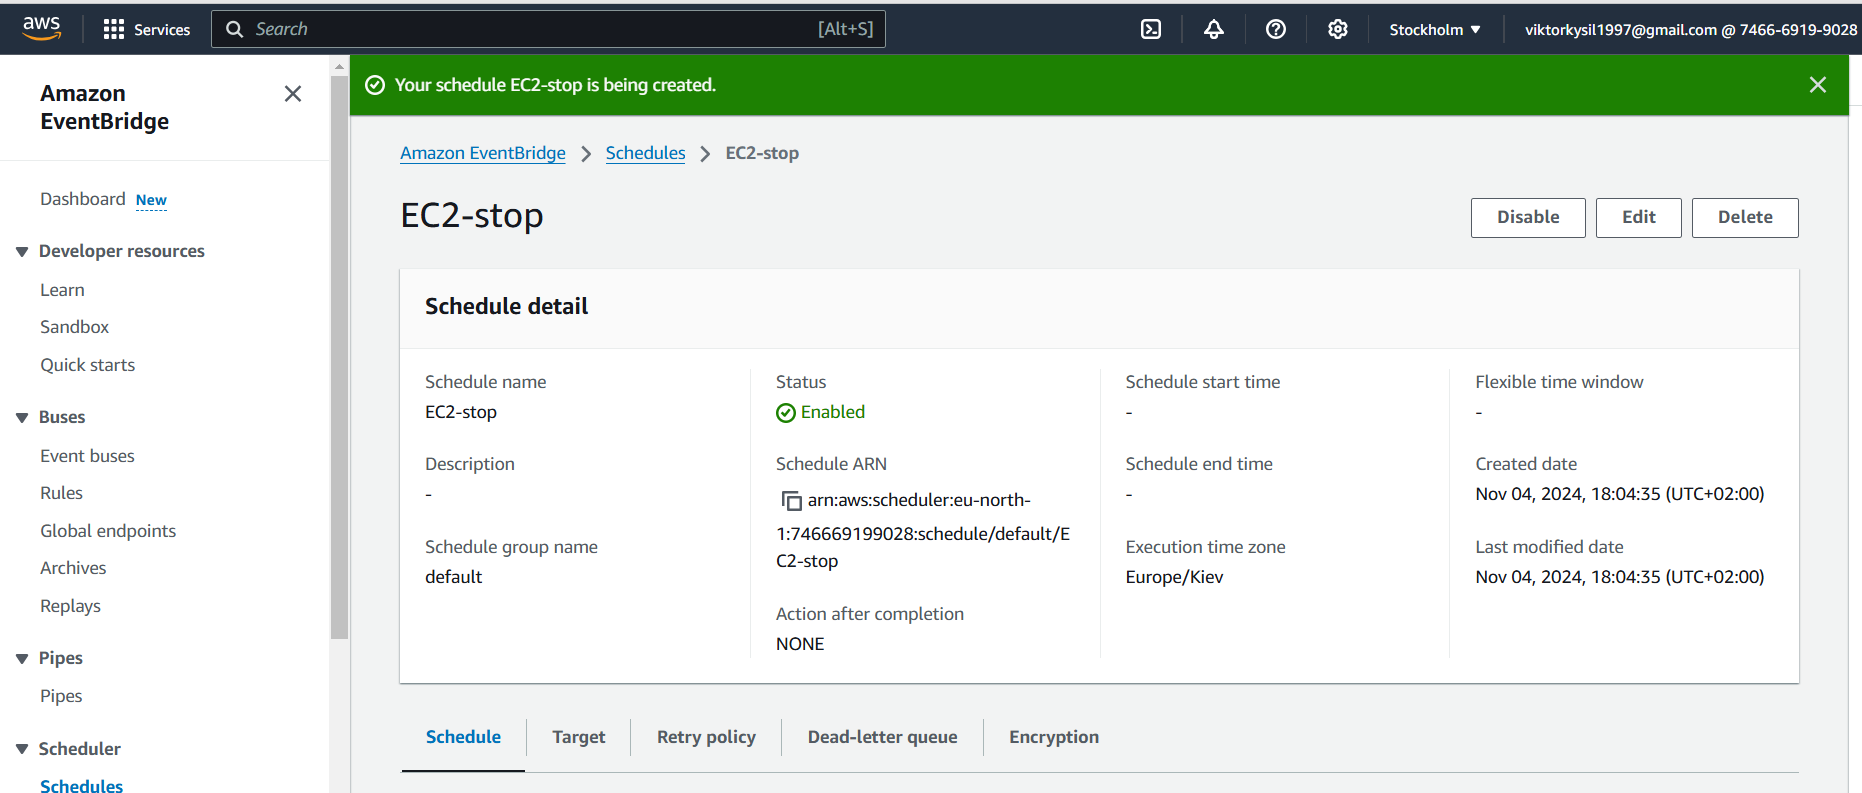 aws
Services
Search
[Alt+S]
Stockholm
viktorkysil1997@gmail.com @ 7466-6919-9028
Amazon
EventBridge
Dashboard New
Developer resources
Learn
Sandbox
Quick starts
Buses
Event buses
Rules
Global endpoints
Archives
Replays
Pipes
Pipes
Scheduler
Schedules
Your schedule EC2-stop is being created.
Amazon EventBridge > Schedules > EC2-stop
EC2-stop
Disable
Edit
Delete
Schedule detail
Schedule name
EC2-stop
Description
-
Schedule group name
default
Status
Enabled
Schedule ARN
arn:aws:scheduler:eu-north-
1:746669199028:schedule/default/E
C2-stop
Action after completion
NONE
Schedule start time
-
Schedule end time
-
Execution time zone
Europe/Kiev
Flexible time window
-
Created date
Nov 04, 2024, 18:04:35 (UTC+02:00)
Last modified date
Nov 04, 2024, 18:04:35 (UTC+02:00)
Schedule
Target
Retry policy
Dead-letter queue
Encryption